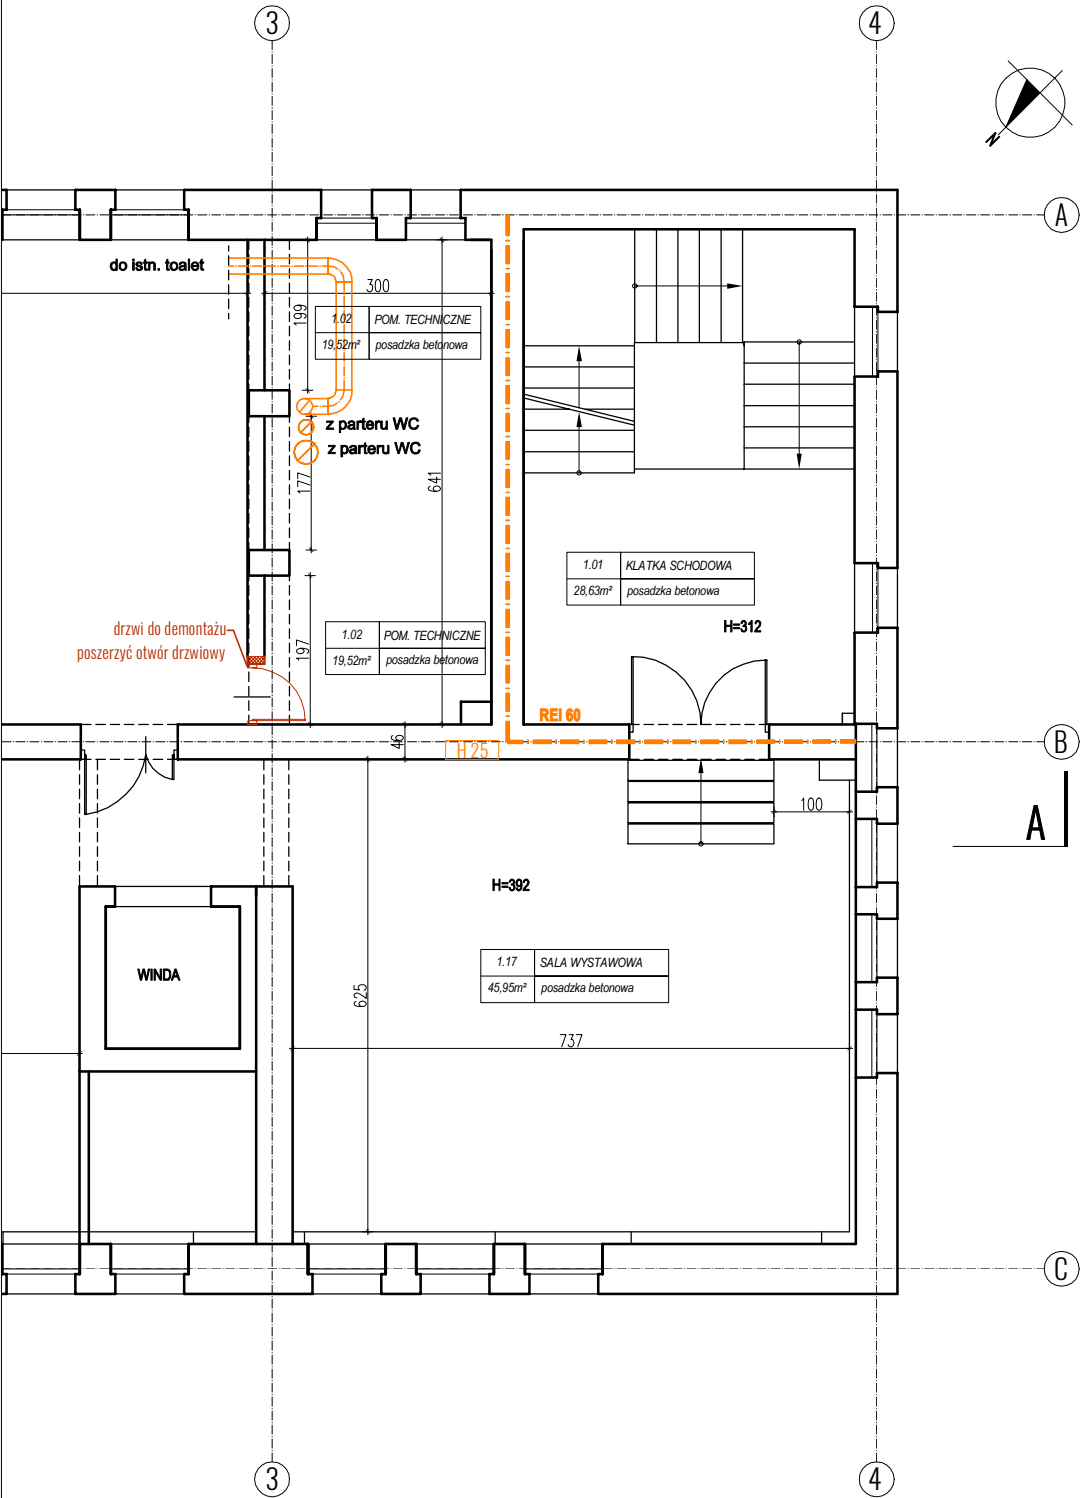 3
4
N
A
do istn. toalet
300
199
1.02 POM. TECHNICZNE
19,52m² posadzka betonowa
z parteru WC
z parteru WC
177
641
1.01 KLATKA SCHODOWA
28,63m² posadzka betonowa
H=312
drzwi do demontażu
poszerzyć otwór drzwiowy
1.02 POM. TECHNICZNE
19,52m² posadzka betonowa
197
REI 60
46
H 25
B
100
A
H=392
WINDA
1.17 SALA WYSTAWOWA
45,95m² posadzka betonowa
625
737
C
3
4